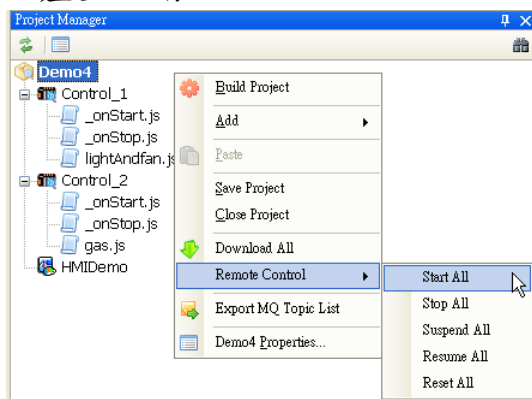 Project Manager
Demo4
Control_1
_onStart.js
_onStop.js
lightAndfan.js
Control_2
_onStart.js
_onStop.js
gas.js
HMIDemo
Build Project
Add
Paste
Save Project
Close Project
Download All
Remote Control
Export MQ Topic List
Demo4 Properties...
Start All
Stop All
Suspend All
Resume All
Reset All